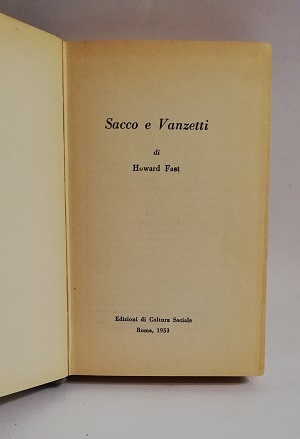 Sacco e Vanzetti
di
Howard Fast
Edizioni di Cultura Sociale
Roma, 1953